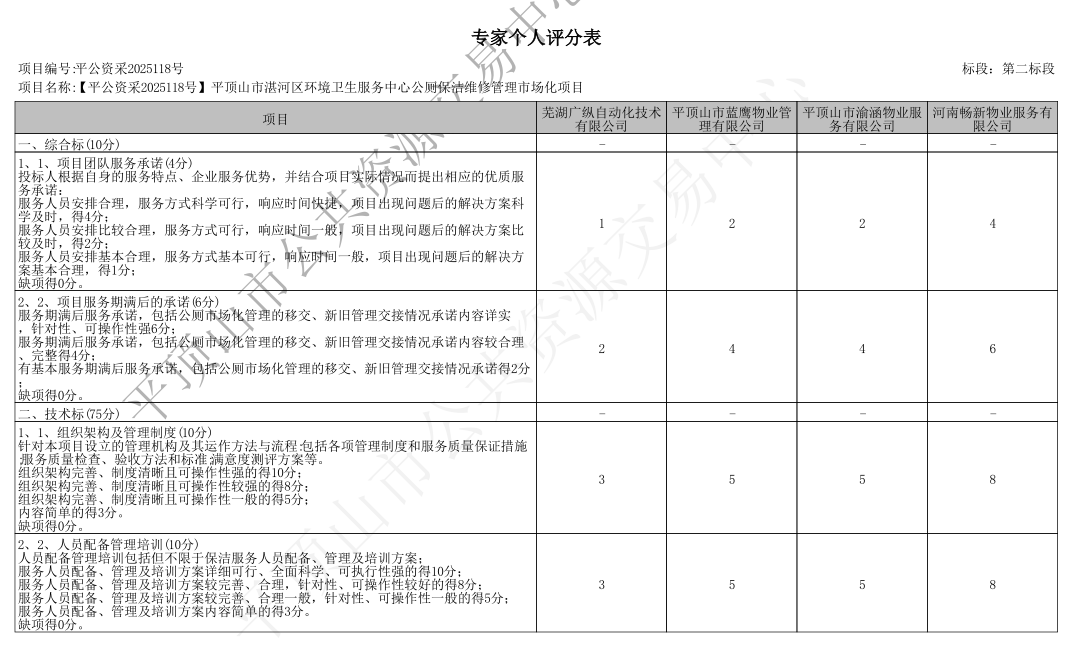 专家个人评分表
项目编号:平公资采2025118号
标段：第二标段
项目名称:【平公资采2025118号】平顶山市湛河区环境卫生服务中心公厕保洁维修管理市场化项目
项目
芜湖广纵自动化技术
有限公司
平顶山市蓝鹰物业管
理有限公司
平顶山市渝涵物业服
务有限公司
河南畅新物业服务有
限公司
一、综合标(10分)
-
-
-
-
1、1、项目团队服务承诺(4分)
投标人根据自身的服务特点、企业服务优势，并结合项目实际情况而提出相应的优质服
务承诺：
服务人员安排合理，服务方式科学可行，响应时间快捷，项目出现问题后的解决方案科
学及时，得4分；
服务人员安排比较合理，服务方式可行，响应时间一般，项目出现问题后的解决方案比
较及时，得2分；
服务人员安排基本合理，服务方式基本可行，响应时间一般，项目出现问题后的解决方
案基本合理，得1分；
缺项得0分。
1
2
2
4
2、2、项目服务期满后的承诺(6分)
服务期满后服务承诺，包括公厕市场化管理的移交、新旧管理交接情况承诺内容详实
，针对性、可操作性强6分；
服务期满后服务承诺，包括公厕市场化管理的移交、新旧管理交接情况承诺内容较合理
、完整得4分；
有基本服务期满后服务承诺，包括公厕市场化管理的移交、新旧管理交接情况承诺得2分
；
缺项得0分。
2
4
4
6
二、技术标(75分)
-
-
-
-
1、1、组织架构及管理制度(10分)
针对本项目设立的管理机构及其运作方法与流程:包括各项管理制度和服务质量保证措施
;服务质量检查、验收方法和标准;满意度测评方案等。
组织架构完善、制度清晰且可操作性强的得10分；
组织架构完善、制度清晰且可操作性较强的得8分；
组织架构完善、制度清晰且可操作性一般的得5分；
内容简单的得3分。
缺项得0分。
3
5
5
8
2、2、人员配备管理培训(10分)
人员配备管理培训包括但不限于保洁服务人员配备、管理及培训方案；
服务人员配备、管理及培训方案详细可行、全面科学、可执行性强的得10分；
服务人员配备、管理及培训方案较完善、合理，针对性、可操作性较好的得8分；
服务人员配备、管理及培训方案较完善、合理一般，针对性、可操作性一般的得5分；
服务人员配备、管理及培训方案内容简单的得3分。
缺项得0分。
3
5
5
8
平顶山市公共资源交易中心
平顶山市公共资源交易中心